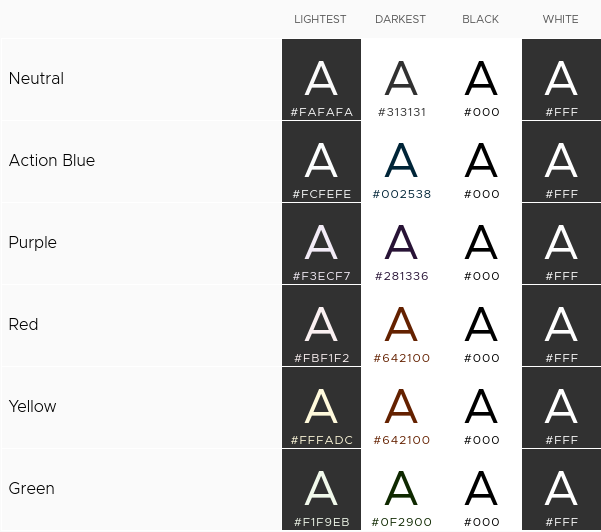 LIGHTEST DARKEST BLACK WHITE
Neutral A A A A
#FAFAFA #313131 #000 #FFF
Action Blue A A A A
#FCFEFE #002538 #000 #FFF
Purple A A A A
#F3ECF7 #281336 #000 #FFF
Red A A A A
#FBF1F2 #642100 #000 #FFF
Yellow A A A A
#FFFADC #642100 #000 #FFF
Green A A A A
#F1F9EB #0F2900 #000 #FFF